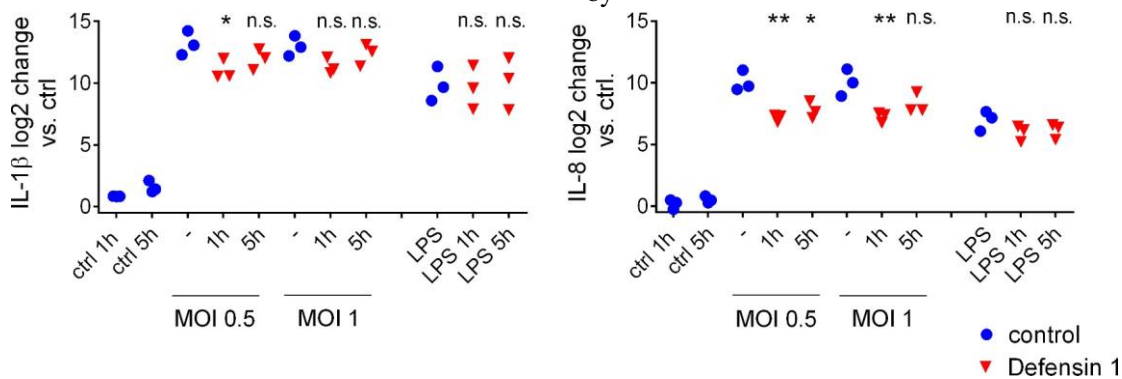 IL-1β log2 change
vs. ctrl
15
10
5
0
* n.s. n.s. n.s. n.s. n.s.
ctrl 1h
ctrl 5h
-
1h
5h
-
1h
5h
LPS
LPS 1h
LPS 5h
MOI 0.5
MOI 1
IL-8 log2 change
vs. ctrl.
15
10
5
0
** * ** n.s. n.s. n.s.
ctrl 1h
ctrl 5h
-
1h
5h
-
1h
5h
LPS
LPS 1h
LPS 5h
MOI 0.5
MOI 1
control
Defensin 1